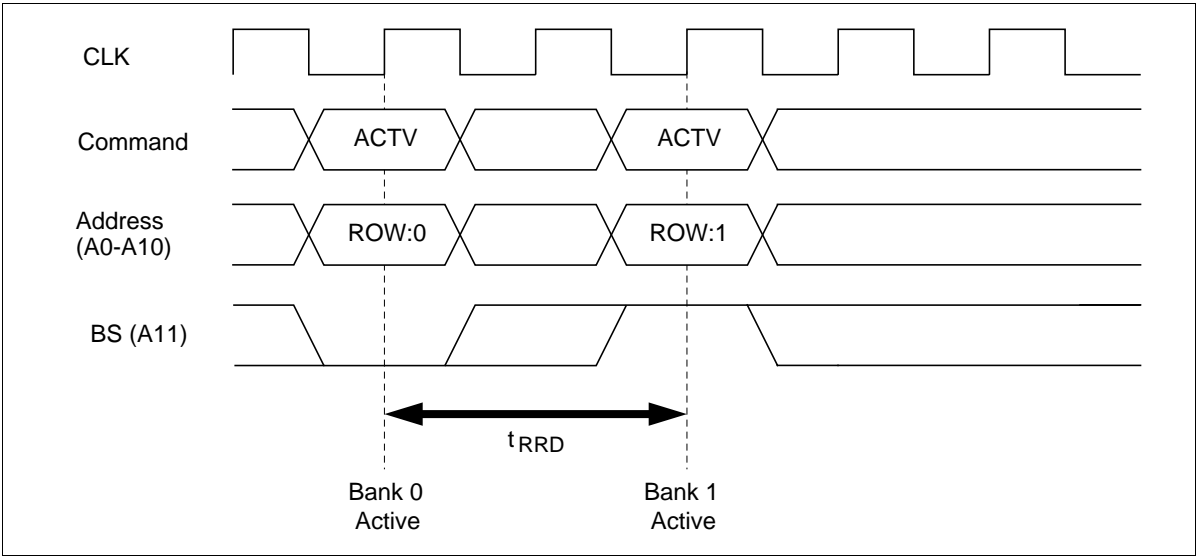 CLK
Command
ACTV
ACTV
Address
(A0-A10)
ROW:0
ROW:1
BS (A11)
tRRD
Bank 0
Active
Bank 1
Active